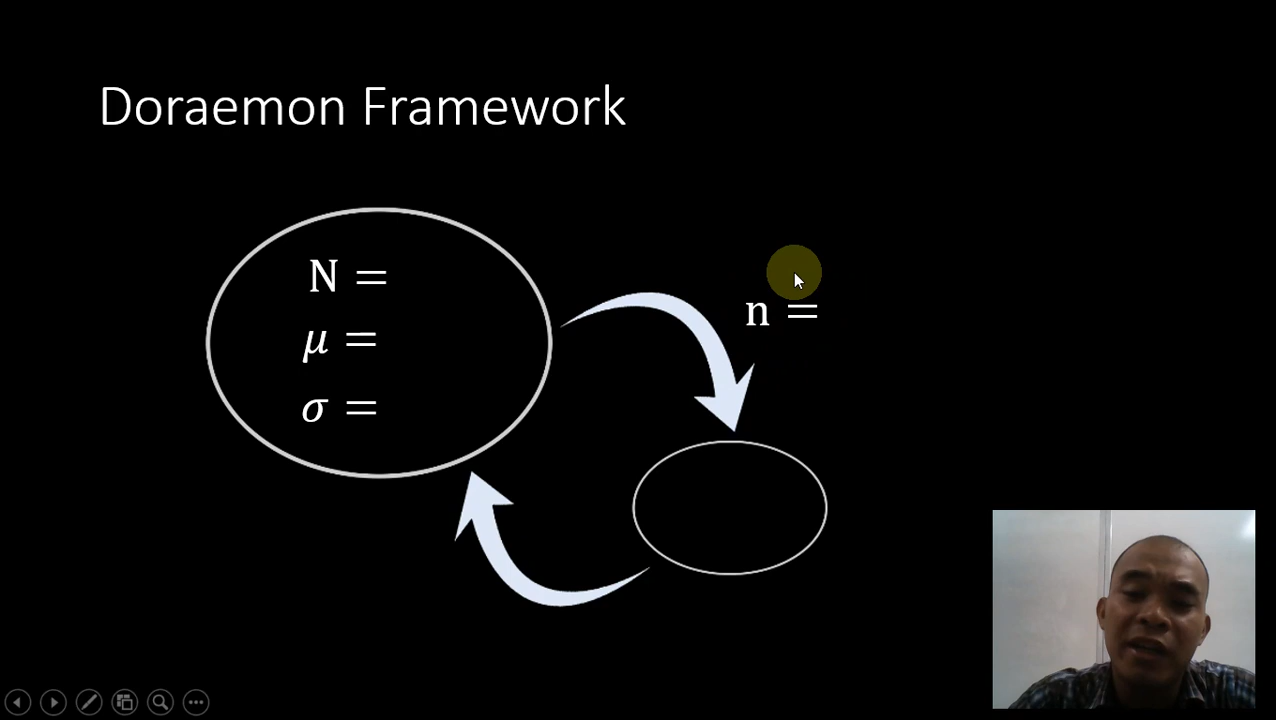 Doraemon Framework
N =
μ =
σ =
n =